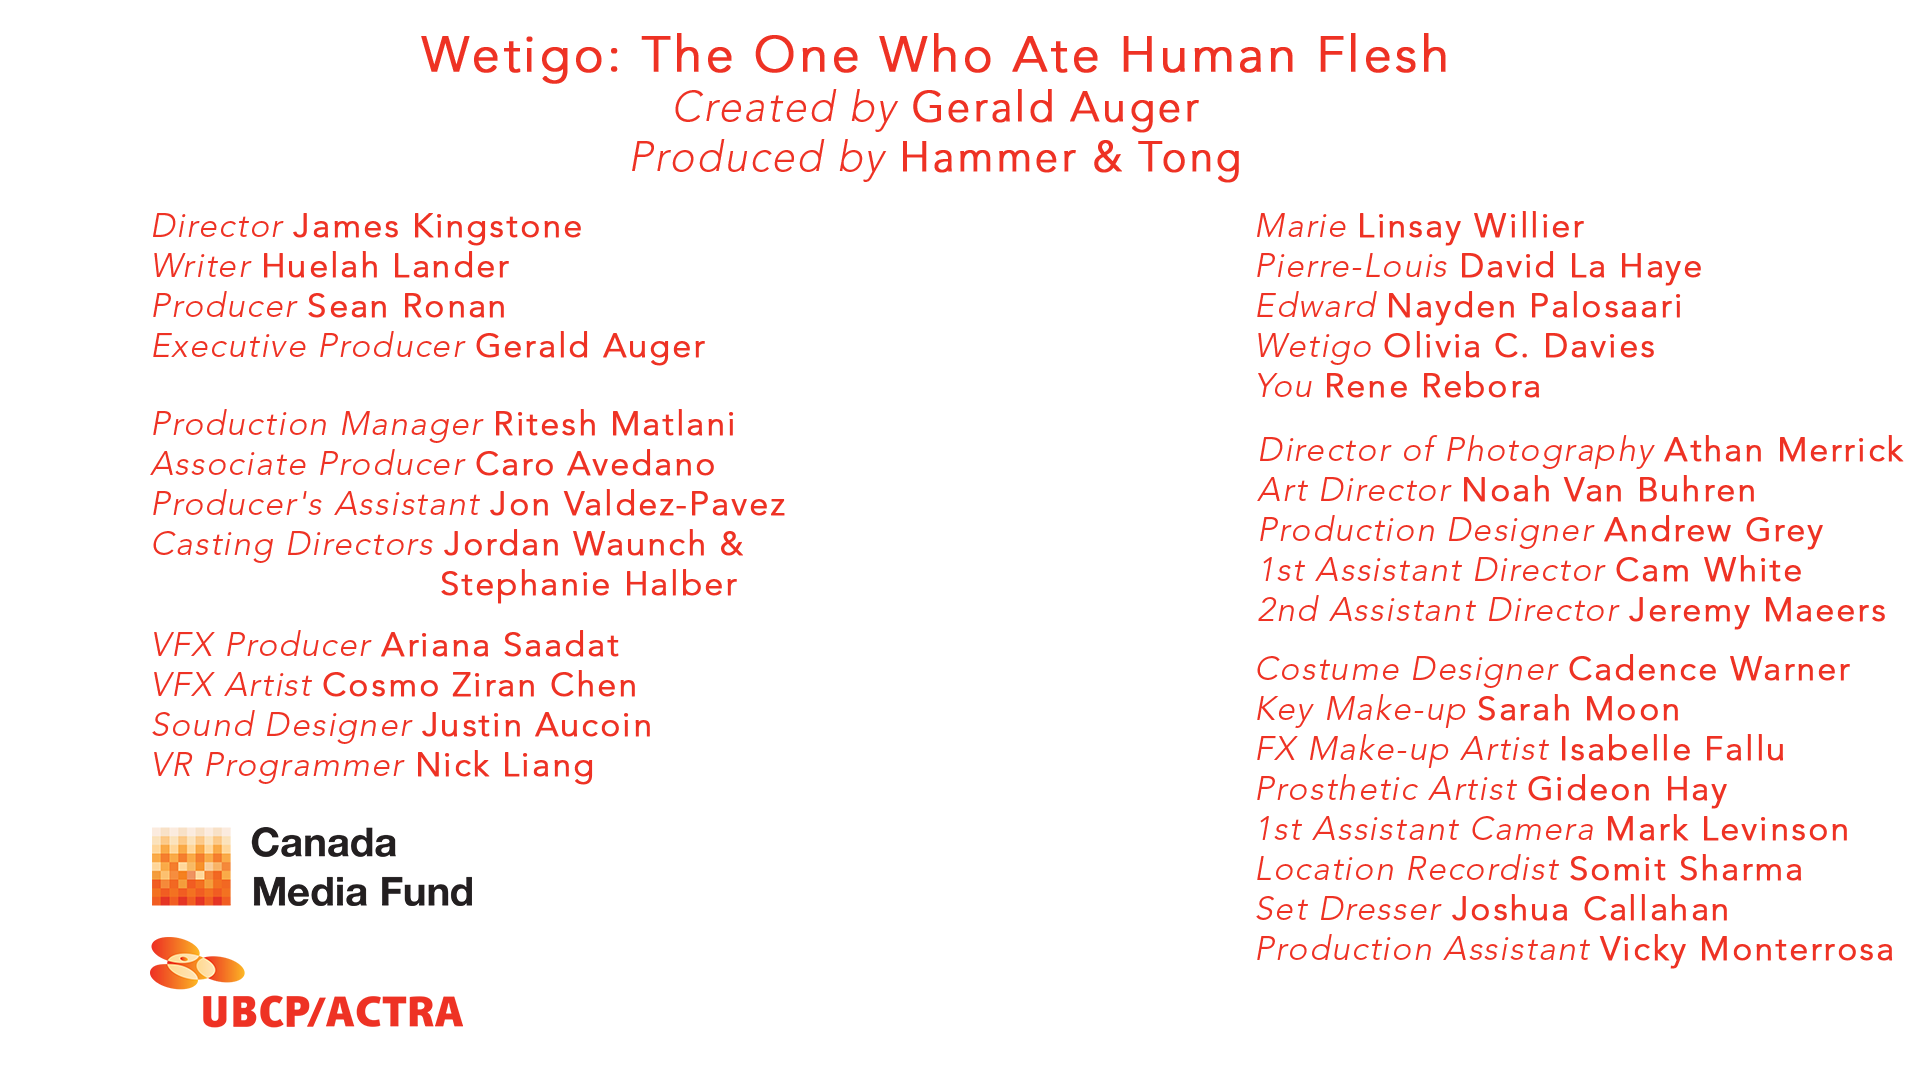 Wetigo: The One Who Ate Human Flesh
Created by Gerald Auger
Produced by Hammer & Tong
Director James Kingstone
Writer Huelah Lander
Producer Sean Ronan
Executive Producer Gerald Auger
Production Manager Ritesh Matlani
Associate Producer Caro Avedano
Producer's Assistant Jon Valdez-Pavez
Casting Directors Jordan Waunch &
Stephanie Halber
VFX Producer Ariana Saadat
VFX Artist Cosmo Ziran Chen
Sound Designer Justin Aucoin
VR Programmer Nick Liang
Canada
Media Fund
UBCP/ACTRA
Marie Linsay Willier
Pierre-Louis David La Haye
Edward Nayden Palosaari
Wetigo Olivia C. Davies
You Rene Rebora
Director of Photography Athan Merrick
Art Director Noah Van Buhren
Production Designer Andrew Grey
1st Assistant Director Cam White
2nd Assistant Director Jeremy Maeers
Costume Designer Cadence Warner
Key Make-up Sarah Moon
FX Make-up Artist Isabelle Fallu
Prosthetic Artist Gideon Hay
1st Assistant Camera Mark Levinson
Location Recordist Somit Sharma
Set Dresser Joshua Callahan
Production Assistant Vicky Monterrosa